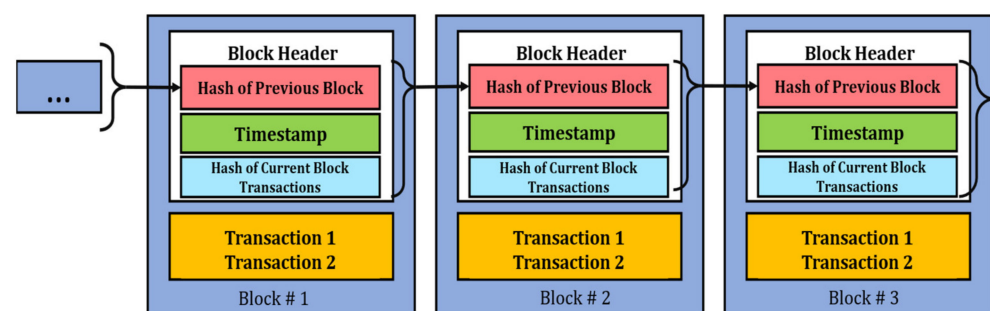 ...
Block Header
Hash of Previous Block
Timestamp
Hash of Current Block
Transactions
Transaction 1
Transaction 2
Block # 1
Block Header
Hash of Previous Block
Timestamp
Hash of Current Block
Transactions
Transaction 1
Transaction 2
Block # 2
Block Header
Hash of Previous Block
Timestamp
Hash of Current Block
Transactions
Transaction 1
Transaction 2
Block # 3